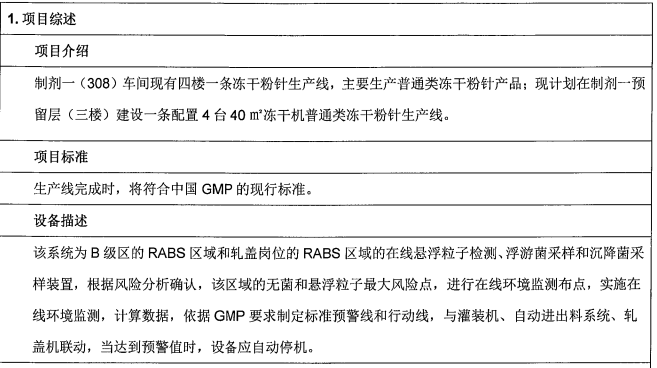 1. 项目综述
项目介绍
制剂一（308）车间现有四楼一条冻干粉针生产线，主要生产普通类冻干粉针产品；现计划在制剂一预
留层（三楼）建设一条配置 4 台 40 ㎡冻干机普通类冻干粉针生产线。
项目标准
生产线完成时，将符合中国 GMP 的现行标准。
设备描述
该系统为 B 级区的 RABS 区域和轧盖岗位的 RABS 区域的在线悬浮粒子检测、浮游菌采样和沉降菌采
样装置，根据风险分析确认，该区域的无菌和悬浮粒子最大风险点，进行在线环境监测布点，实施在
线环境监测，计算数据，依据 GMP 要求制定标准预警线和行动线，与灌装机、自动进出料系统、轧
盖机联动，当达到预警值时，设备应自动停机。